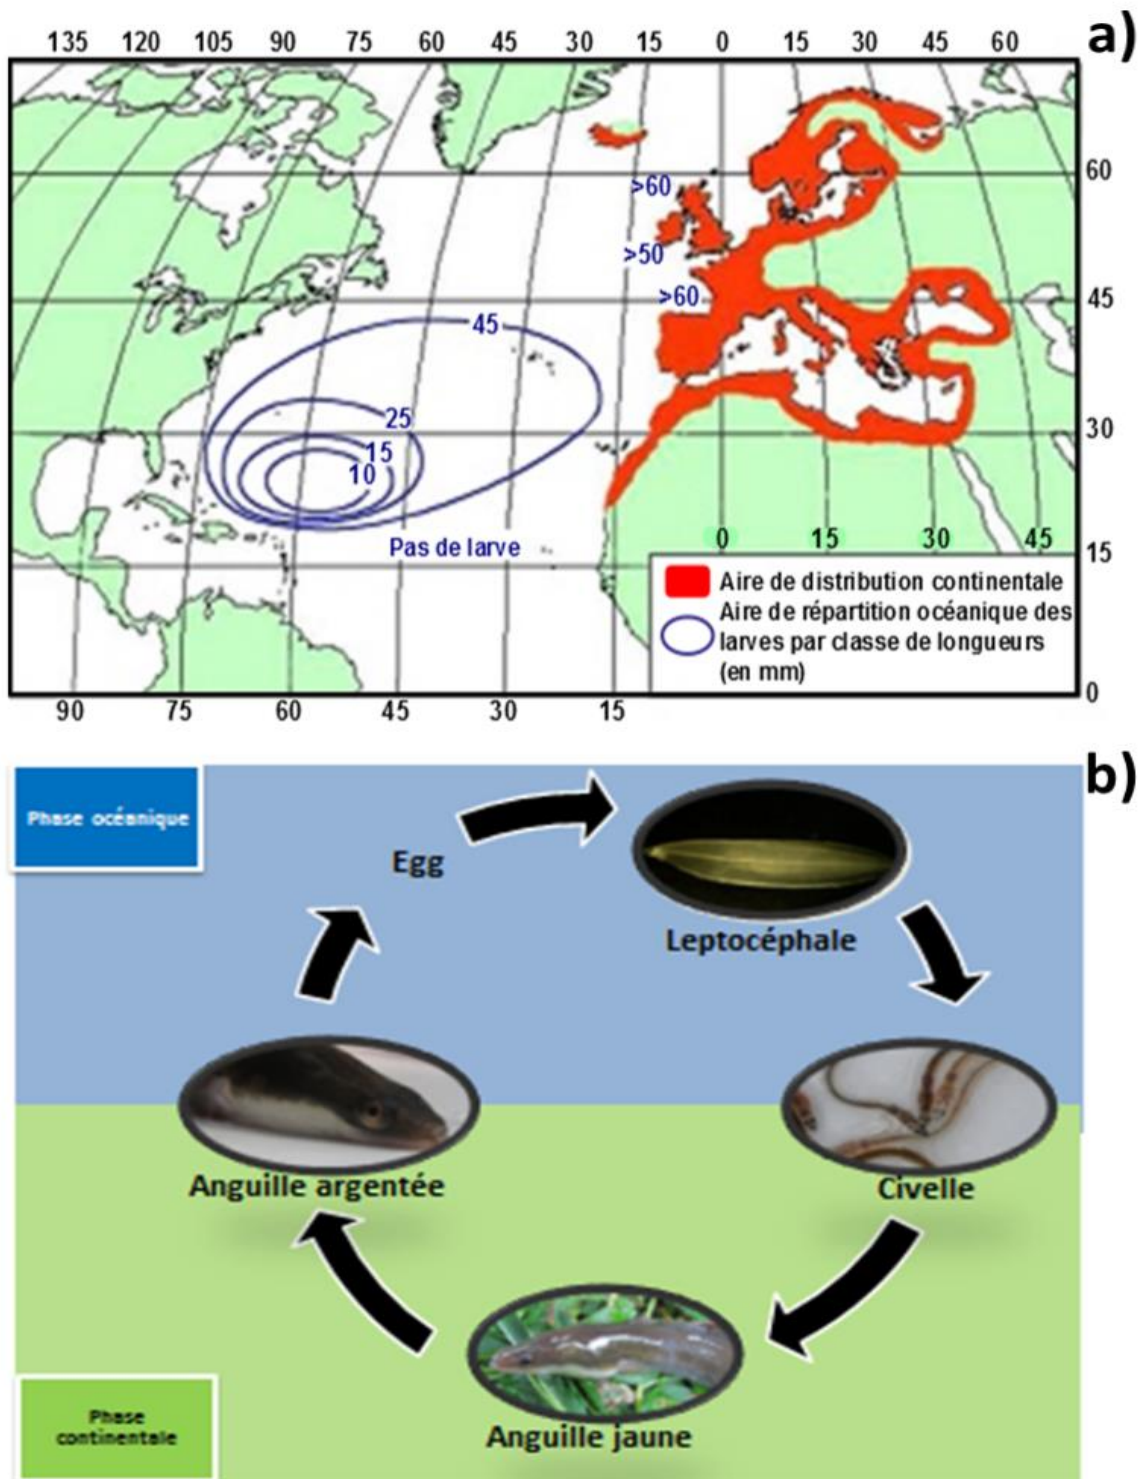 135 120 105 90 75 60 45 30 15 0 15 30 45 60
a)
>60
60
>50
>60
45
45
25
30
15
10
0 15 30 45
Pas de larve
15
Aire de distribution continentale
Aire de répartition océanique des
larves par classe de longueurs
(en mm)
0
90 75 60 45 30 15
b)
Phase océanique
Egg
Leptocéphale
Anguille argentée
Civelle
Phase
continentale
Anguille jaune